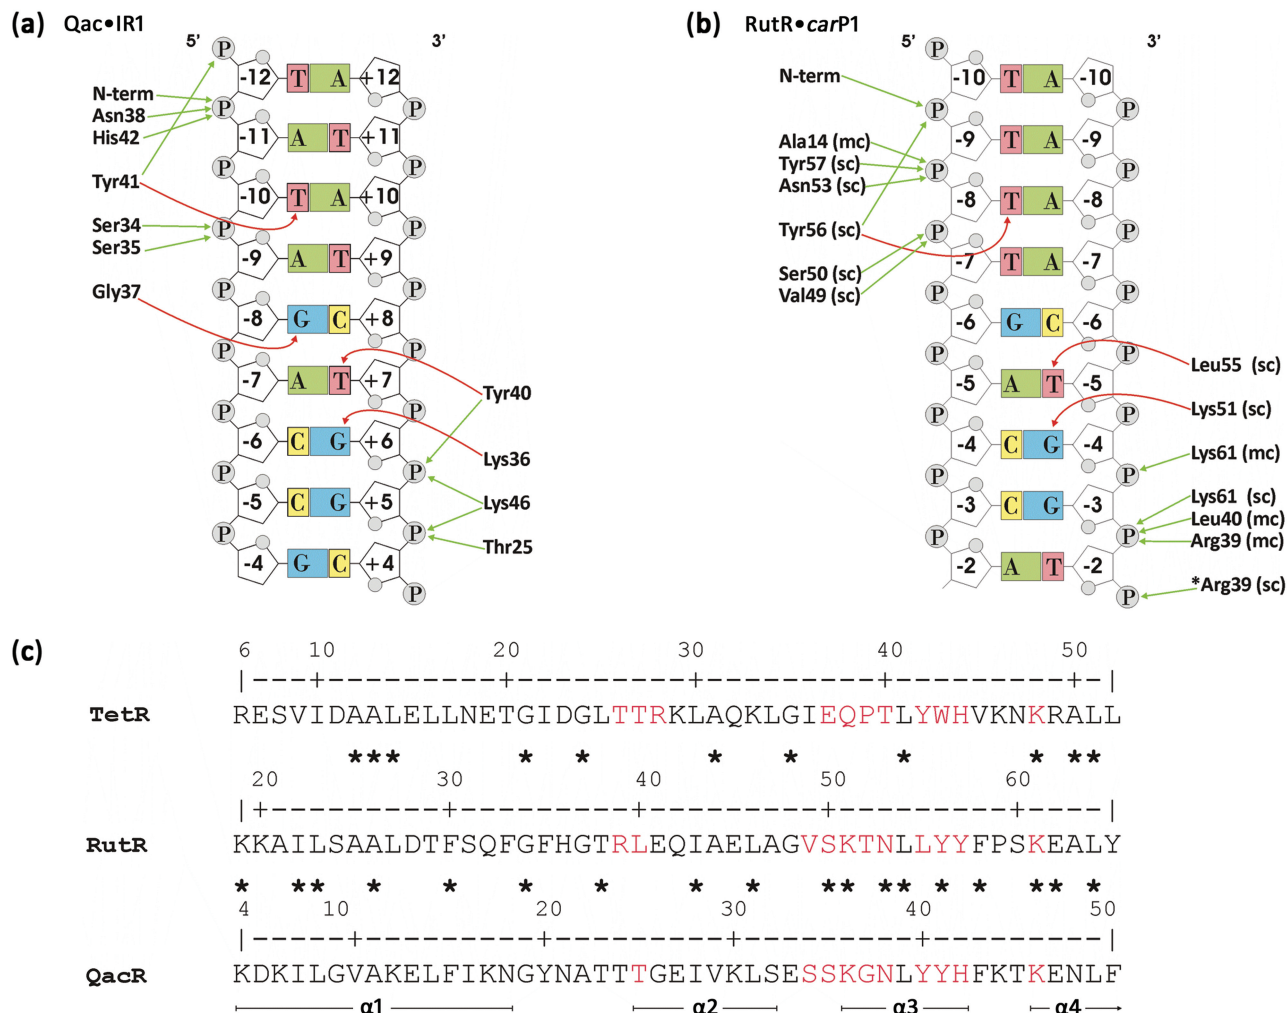 (a) Qac•IR1
5' 3'
P
-12 T A +12
N-term
Asn38
His42
P P
-11 A T +11
P P
Tyr41
-10 T A +10
Ser34
Ser35
P P
-9 A T +9
Gly37
P P
-8 G C +8
P P
-7 A T +7
Tyr40
P P
-6 C G +6
Lys36
P P
-5 C G +5
Lys46
P P
Thr25
-4 G C +4
P
(b) RutR•carP1
5' 3'
P
-10 T A -10
N-term
P P
-9 T A -9
Ala14 (mc)
Tyr57 (sc)
Asn53 (sc)
P P
-8 T A -8
Tyr56 (sc)
P P
-7 T A -7
Ser50 (sc)
Val49 (sc)
P P
-6 G C -6
P P
Leu55 (sc)
-5 A T -5
Lys51 (sc)
P P
-4 C G -4
Lys61 (mc)
P P
-3 C G -3
Lys61 (sc)
Leu40 (mc)
Arg39 (mc)
P P
-2 A T -2
*Arg39 (sc)
P
(c)
6 10 20 30 40 50
TetR RESVIDAALELLNETGIDGLTTRKLAQKLGIEQPTLYWHVKNKRALL
*** * * * * * * **
20 30 40 50 60
RutR KKAILSAALDTFSQFGFHGTRLEQIAELAGVSKTNLLYYFPSKEALY
* ** * * * * * * ** ** * * ** *
4 10 20 30 40 50
QacR KDKILGVAKELFIKNGYNATTTGEIVKLSESSKGNLYYHFKTKENLF
α1 α2 α3 α4